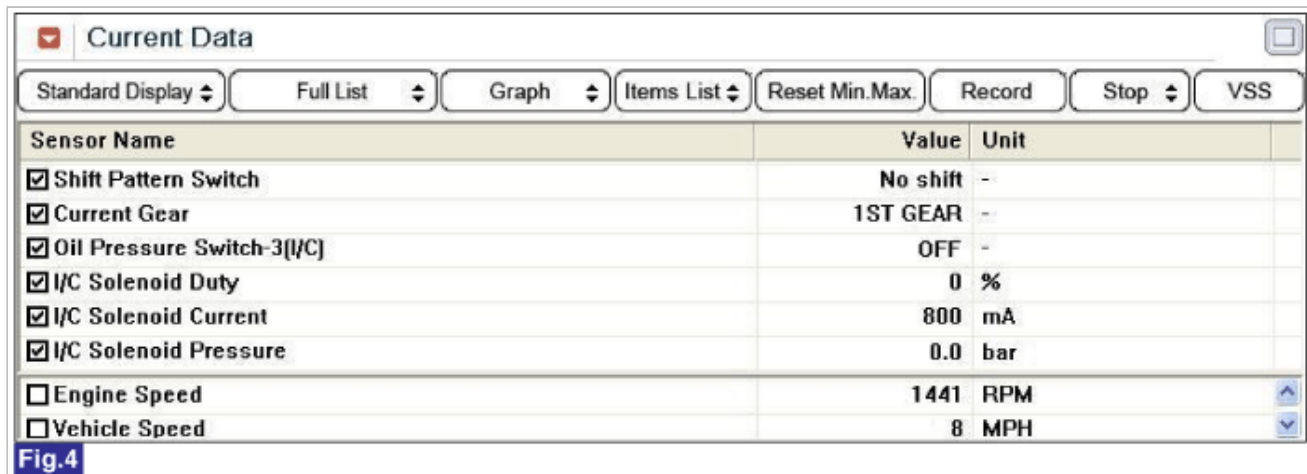 Current Data
Standard Display Full List Graph Items List Reset Min.Max. Record Stop VSS
Sensor Name Value Unit
Shift Pattern Switch No shift -
Current Gear 1ST GEAR -
Oil Pressure Switch-3(I/C) OFF -
I/C Solenoid Duty 0 %
I/C Solenoid Current 800 mA
I/C Solenoid Pressure 0.0 bar
Engine Speed 1441 RPM
Vehicle Speed 8 MPH
Fig.4